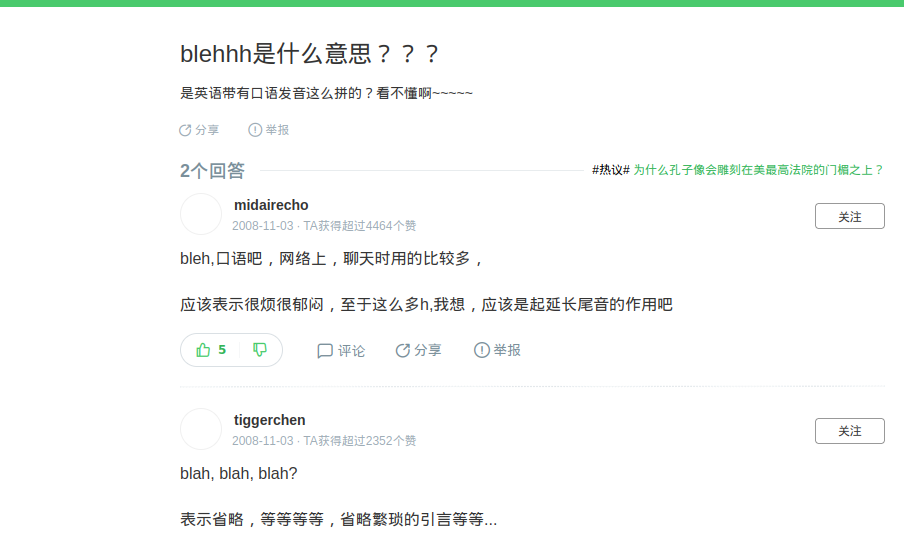 blehhh是什么意思？？？
是英语带有口语发音这么拼的？看不懂啊~~~~~
分享 举报
2个回答 #热议# 为什么孔子像会雕刻在美最高法院的门楣之上？
midairecho
关注
2008-11-03 · TA获得超过4464个赞
bleh,口语吧，网络上，聊天时用的比较多，
应该表示很烦很郁闷，至于这么多h,我想，应该是起延长尾音的作用吧
5 评论 分享 举报
tiggerchen
关注
2008-11-03 · TA获得超过2352个赞
blah, blah, blah?
表示省略，等等等等，省略繁琐的引言等等...